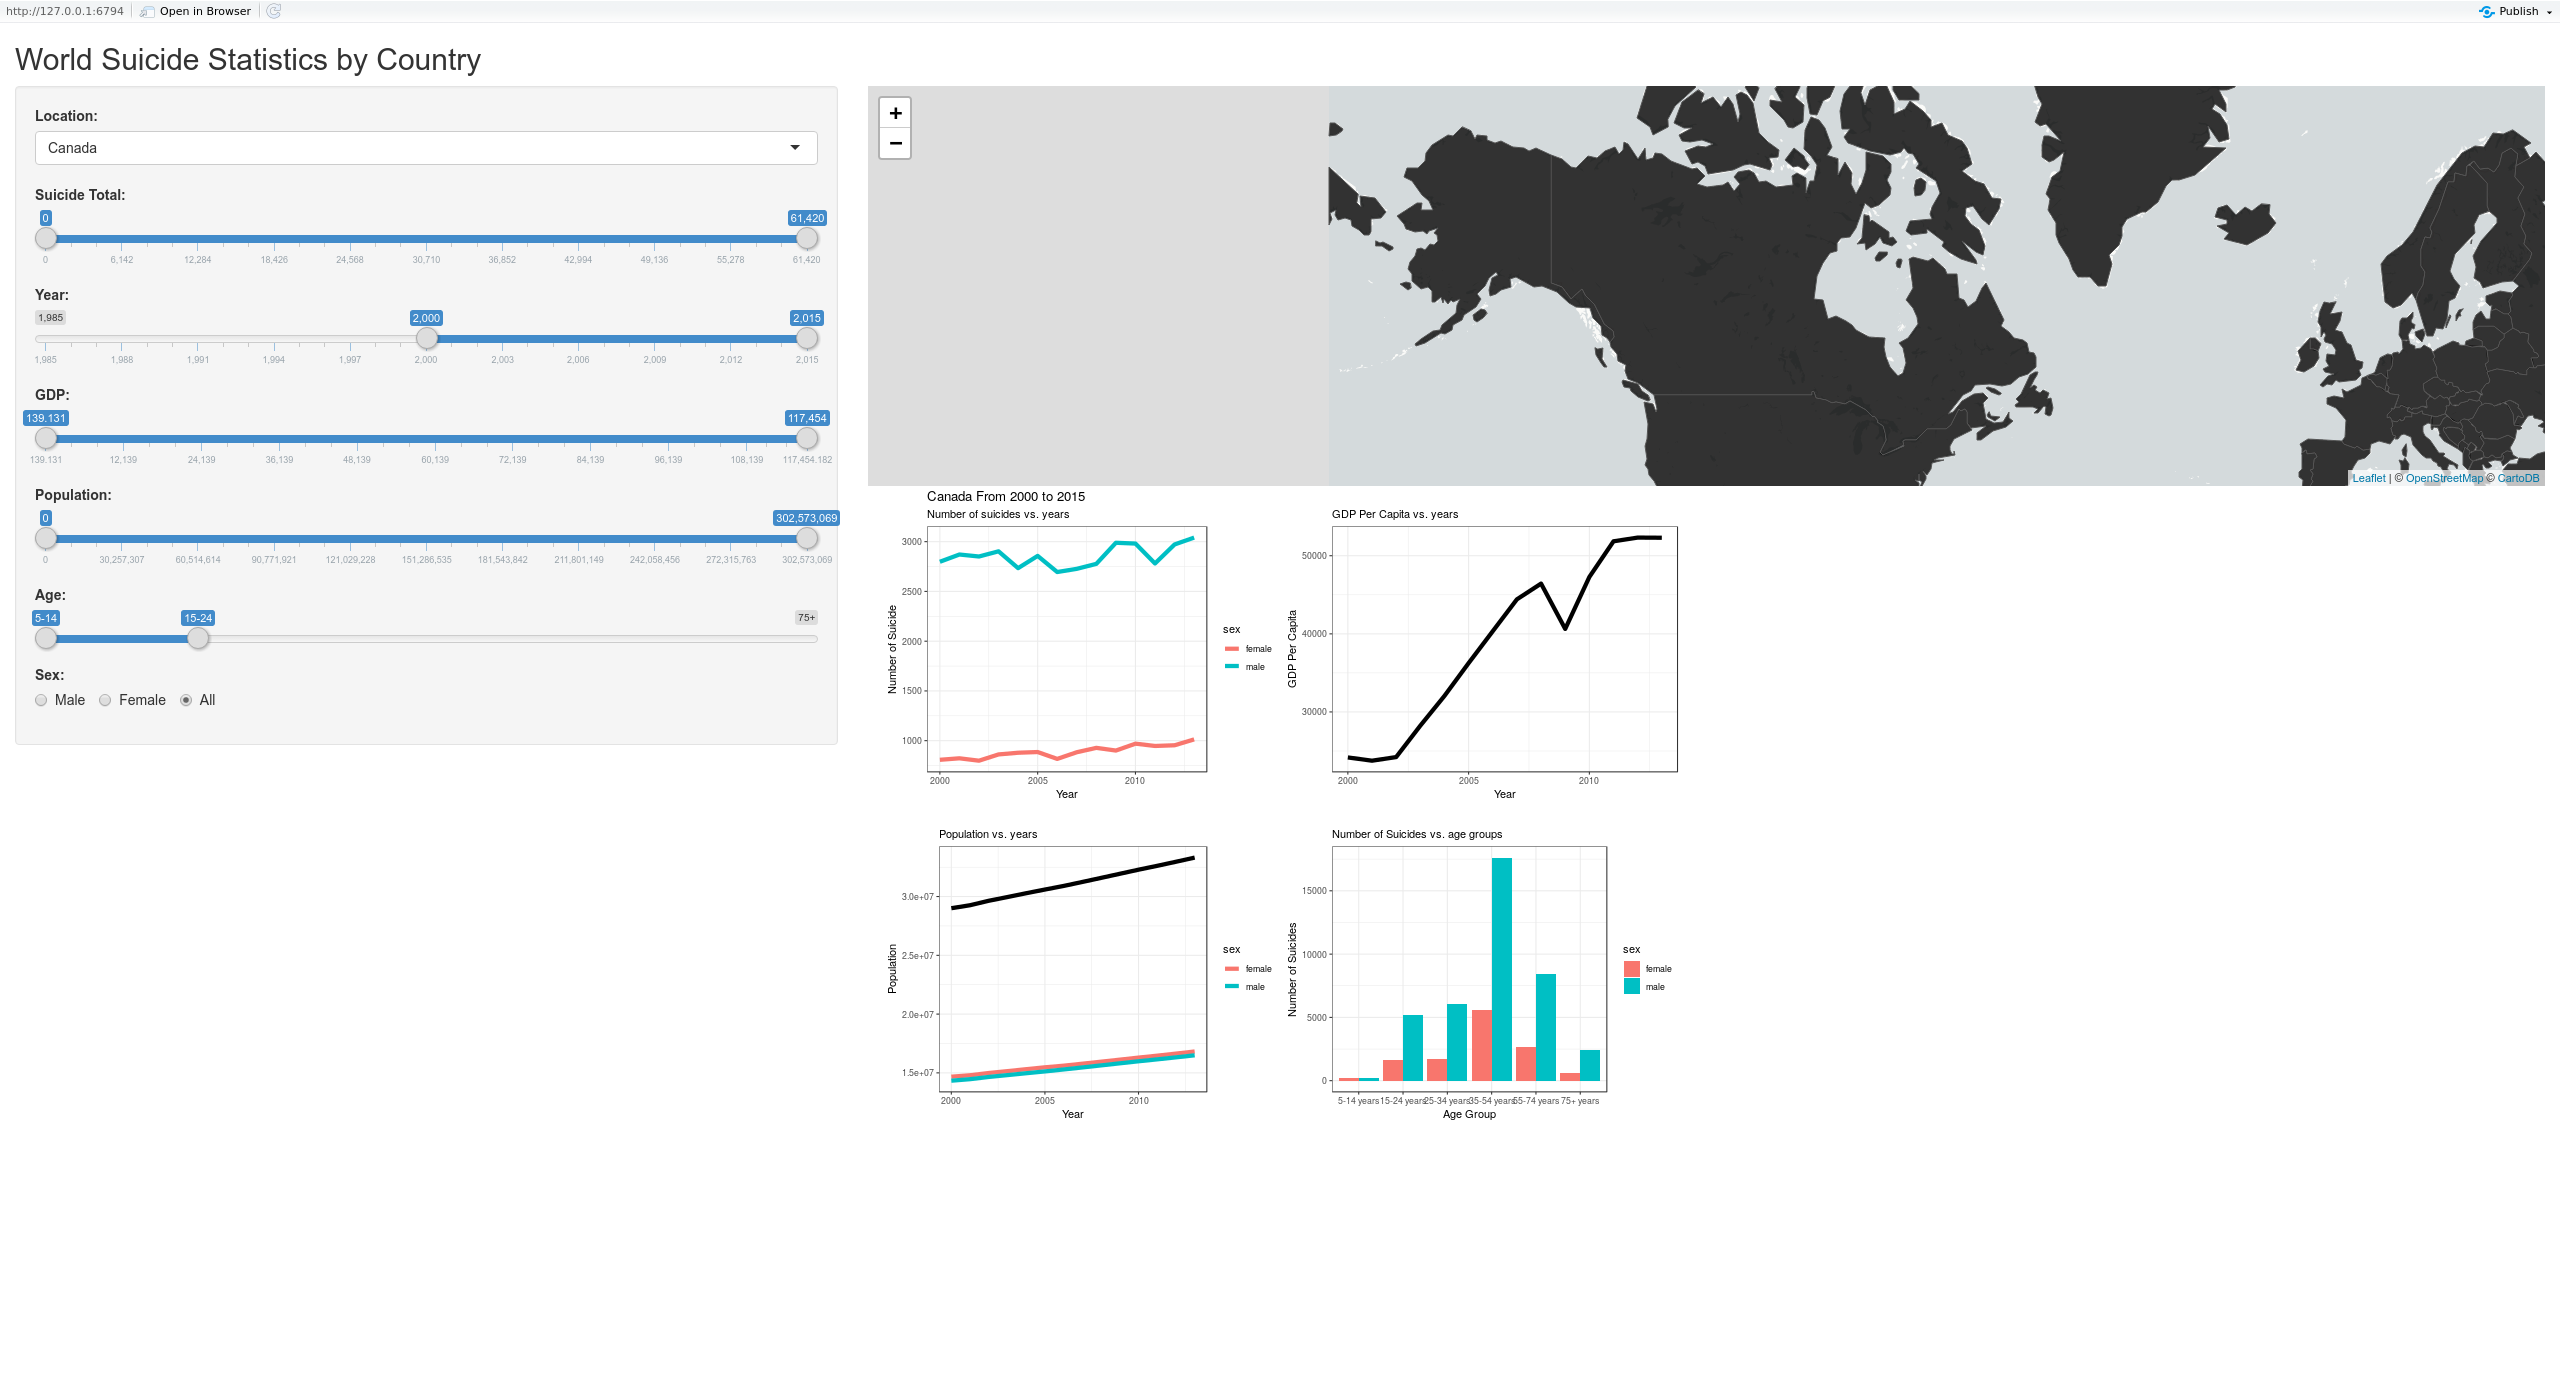 http://127.0.0.1:6794 Open in Browser Publish
World Suicide Statistics by Country
Location:
Canada
Suicide Total:
0 61,420
0 6,142 12,284 18,426 24,568 30,710 36,852 42,994 49,136 55,278 61,420
Year:
1,985 2,000 2,015
1,985 1,988 1,991 1,994 1,997 2,000 2,003 2,006 2,009 2,012 2,015
GDP:
139.131 117,454
139.131 12,139 24,139 36,139 48,139 60,139 72,139 84,139 96,139 108,139 117,454.182
Population:
0 302,573,069
0 30,257,307 60,514,614 90,771,921 121,029,228 151,286,535 181,543,842 211,801,149 242,058,456 272,315,763 302,573,069
Age:
5-14 15-24 75+
Sex:
Male Female All
+
−
Leaflet | © OpenStreetMap © CartoDB
Canada From 2000 to 2015
Number of suicides vs. years
Number of Suicide
3000
2500
2000
1500
1000
2000 2005 2010
Year
sex
female
male
GDP Per Capita vs. years
GDP Per Capita
50000
40000
30000
2000 2005 2010
Year
Population vs. years
Population
3.0e+07
2.5e+07
2.0e+07
1.5e+07
2000 2005 2010
Year
sex
female
male
Number of Suicides vs. age groups
Number of Suicides
15000
10000
5000
0
5-14 years 15-24 years 25-34 years 35-54 years 55-74 years 75+ years
Age Group
sex
female
male